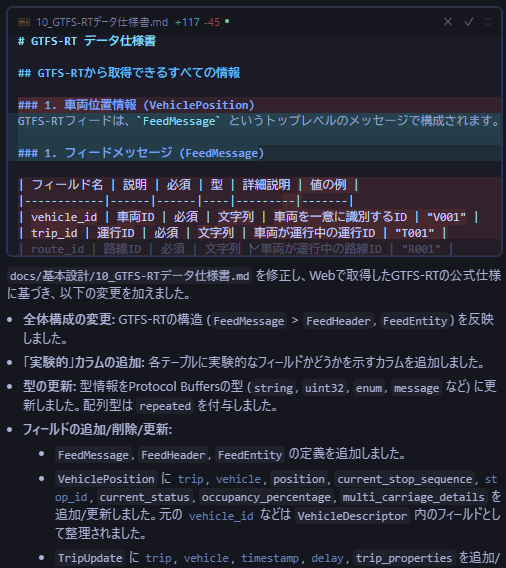 10_GTFS-RTデータ仕様書.md +117 -45
# GTFS-RT データ仕様書
## GTFS-RTから取得できるすべての情報
### 1. 車両位置情報 (VehiclePosition)
GTFS-RTフィードは、`FeedMessage` というトップレベルのメッセージで構成されます。
### 1. フィードメッセージ (FeedMessage)
| フィールド名 | 説明 | 必須 | 型 | 詳細説明 | 値の例 |
|------------|------|------|----|---------|-------|
| vehicle_id | 車両ID | 必須 | 文字列 | 車両を一意に識別するID | "V001" |
| trip_id | 運行ID | 必須 | 文字列 | 車両が運行中の運行ID | "T001" |
| route_id | 路線ID | 必須 | 文字列 | 車両が運行中の路線ID | "R001" |
docs/基本設計/10_GTFS-RTデータ仕様書.md を修正し、Webで取得したGTFS-RTの公式仕様
に基づき、以下の変更を加えました。
• 全体構成の変更: GTFS-RTの構造 (FeedMessage > FeedHeader, FeedEntity) を反映
しました。
• 「実験的」カラムの追加: 各テーブルに実験的なフィールドかどうかを示すカラムを追加しました。
• 型の更新: 型情報をProtocol Buffersの型 (string, uint32, enum, message など) に更
新しました。配列型は repeated を付与しました。
• フィールドの追加/削除/更新:
• FeedMessage, FeedHeader, FeedEntity の定義を追加しました。
• VehiclePosition に trip, vehicle, position, current_stop_sequence, st
op_id, current_status, occupancy_percentage, multi_carriage_details を
追加/更新しました。元の vehicle_id などは VehicleDescriptor 内のフィールドとし
て整理されました。
• TripUpdate に trip, vehicle, timestamp, delay, trip_properties を追加/